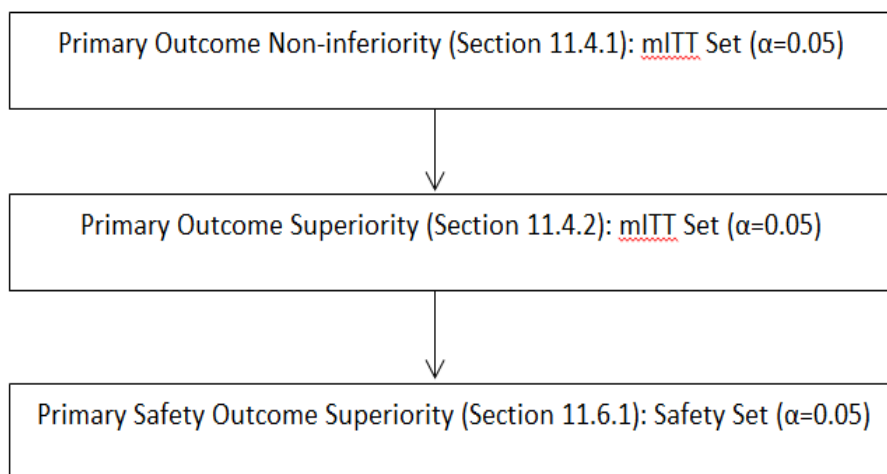 Primary Outcome Non-inferiority (Section 11.4.1): mITT Set (α=0.05)
Primary Outcome Superiority (Section 11.4.2): mITT Set (α=0.05)
Primary Safety Outcome Superiority (Section 11.6.1): Safety Set (α=0.05)